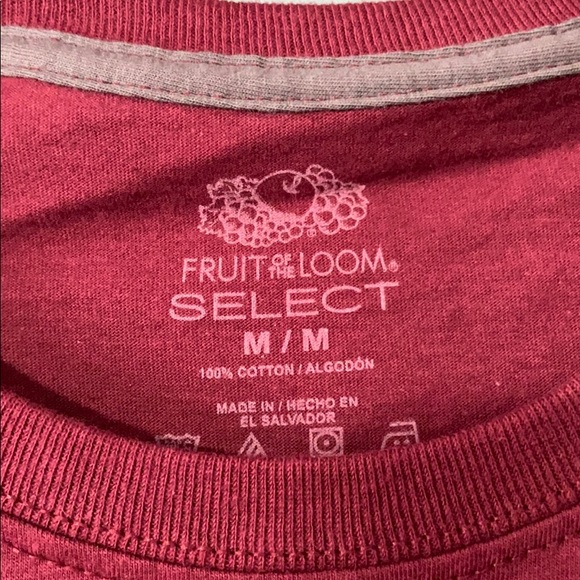 FRUIT OF THE LOOM®
SELECT
M / M
100% COTTON / ALGODÓN
MADE IN / HECHO EN
EL SALVADOR